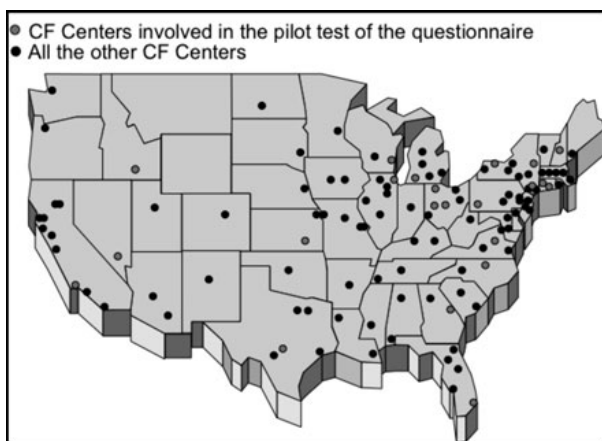 CF Centers involved in the pilot test of the questionnaire
All the other CF Centers